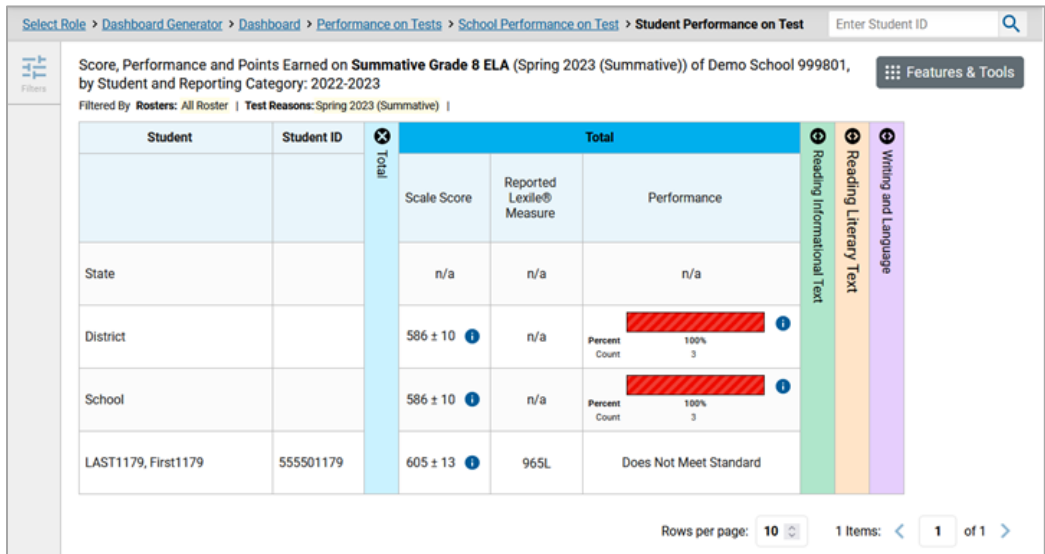 Select Role > Dashboard Generator > Dashboard > Performance on Tests > School Performance on Test > Student Performance on Test
Enter Student ID
Filters
Score, Performance and Points Earned on Summative Grade 8 ELA (Spring 2023 (Summative)) of Demo School 999801,
by Student and Reporting Category: 2022-2023
Features & Tools
Filtered By Rosters: All Roster | Test Reasons: Spring 2023 (Summative) |
Student Student ID Total Total Reading Informational Text Reading Literary Text Writing and Language
Scale Score Reported Lexile® Measure Performance
State n/a n/a n/a
District 586 ± 10 n/a
Percent 100%
Count 3
School 586 ± 10 n/a
Percent 100%
Count 3
LAST1179, First1179 555501179 605 ± 13 965L Does Not Meet Standard
Rows per page: 10 1 Items: < 1 of 1 >